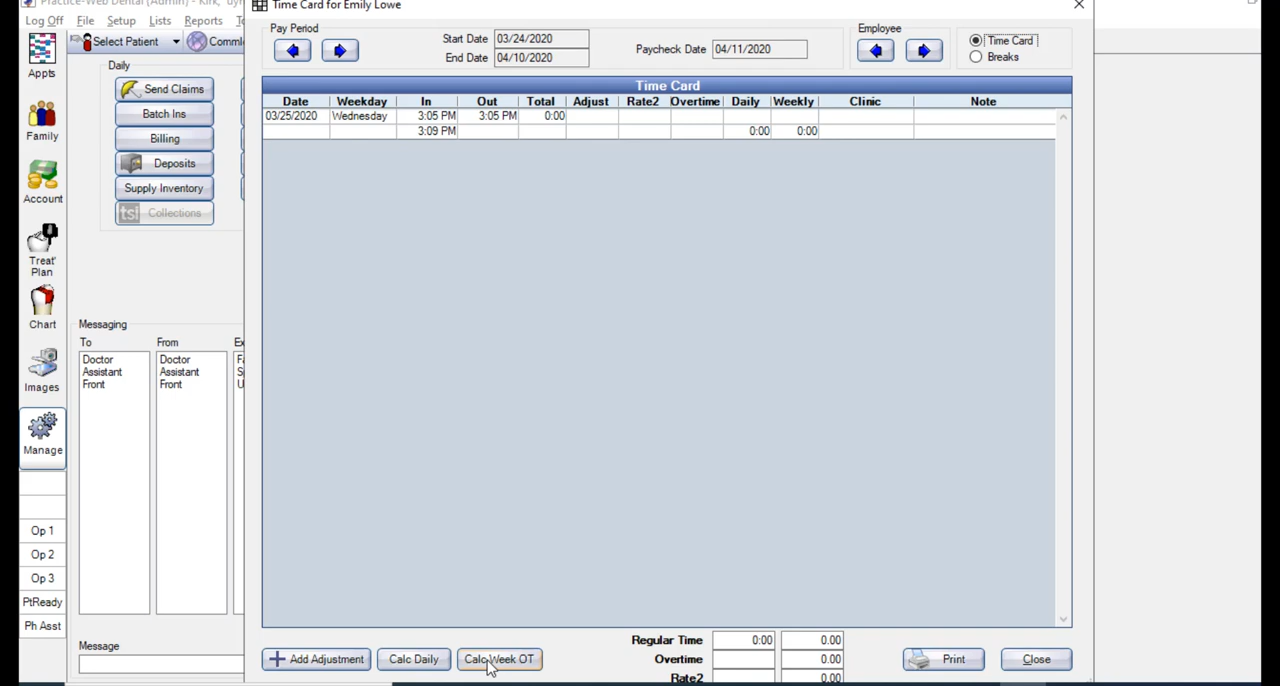 Practice-Web Dental {Admin} - Kirk, dyn
Log Off File Setup Lists Reports To
Select Patient Comml
Appts
Family
Account
Treat' Plan
Chart
Images
Manage
Op 1
Op 2
Op 3
PtReady
Ph Asst
Daily
Send Claims
Batch Ins
Billing
Deposits
Supply Inventory
tsi Collections
Messaging
To From
Doctor Doctor
Assistant Assistant
Front Front
Message
Time Card for Emily Lowe
Pay Period
Start Date 03/24/2020
End Date 04/10/2020
Paycheck Date 04/11/2020
Employee
Time Card
Breaks
Time Card
Date Weekday In Out Total Adjust Rate2 Overtime Daily Weekly Clinic Note
03/25/2020 Wednesday 3:05 PM 3:05 PM 0:00
3:09 PM 0:00 0:00
Add Adjustment Calc Daily Calc Week OT
Regular Time 0:00 0.00
Overtime 0.00
Rate2 0.00
Print Close